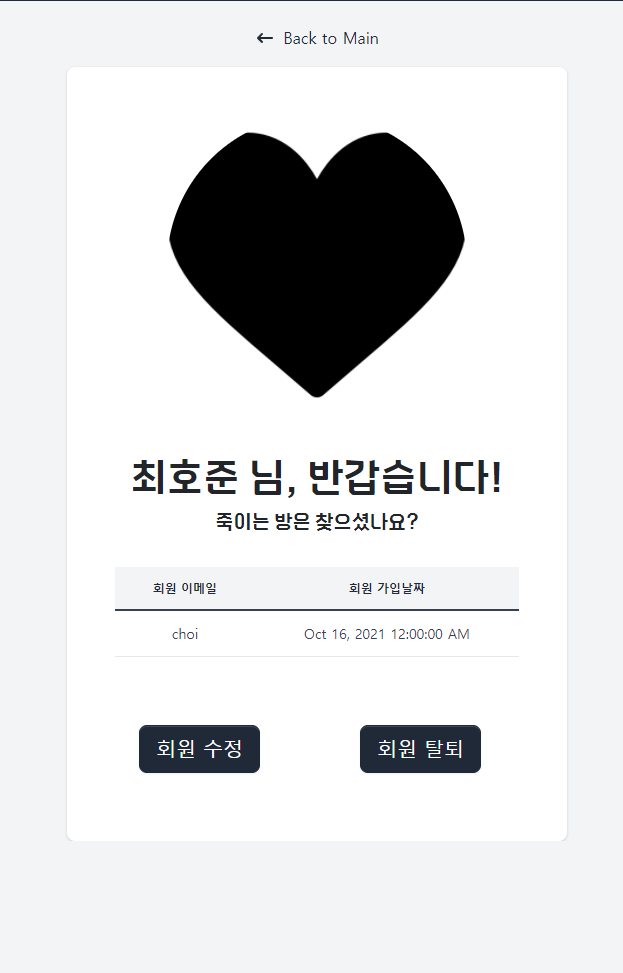 ← Back to Main
최호준 님, 반갑습니다!
죽이는 방은 찾으셨나요?
회원 이메일 회원 가입날짜
choi Oct 16, 2021 12:00:00 AM
회원 수정 회원 탈퇴